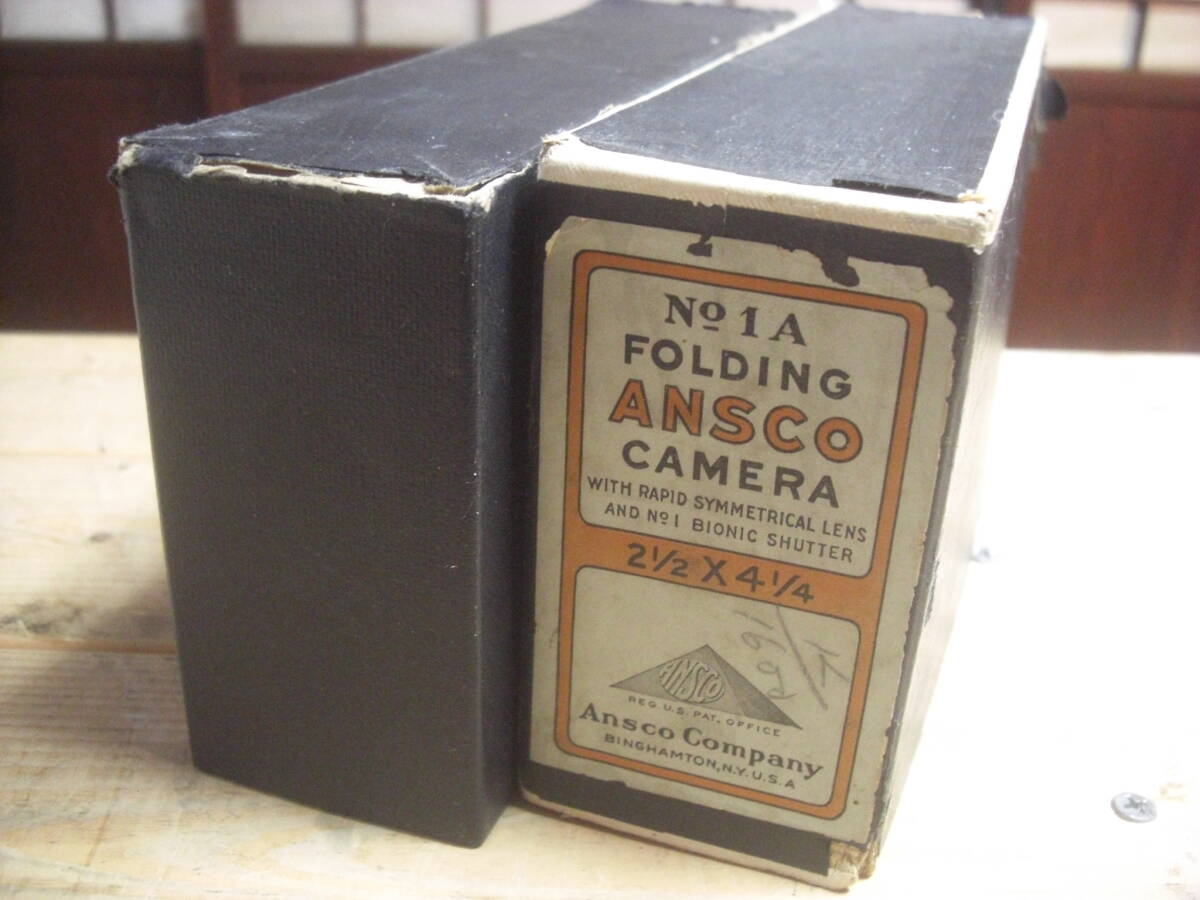 Nº 1 A
FOLDING
ANSCO
CAMERA
WITH RAPID SYMMETRICAL LENS
AND Nº 1 BIONIC SHUTTER
2½ X 4¼
ANSCO
REG. U.S. PAT. OFFICE
Ansco Company
BINGHAMTON, N.Y. U.S.A